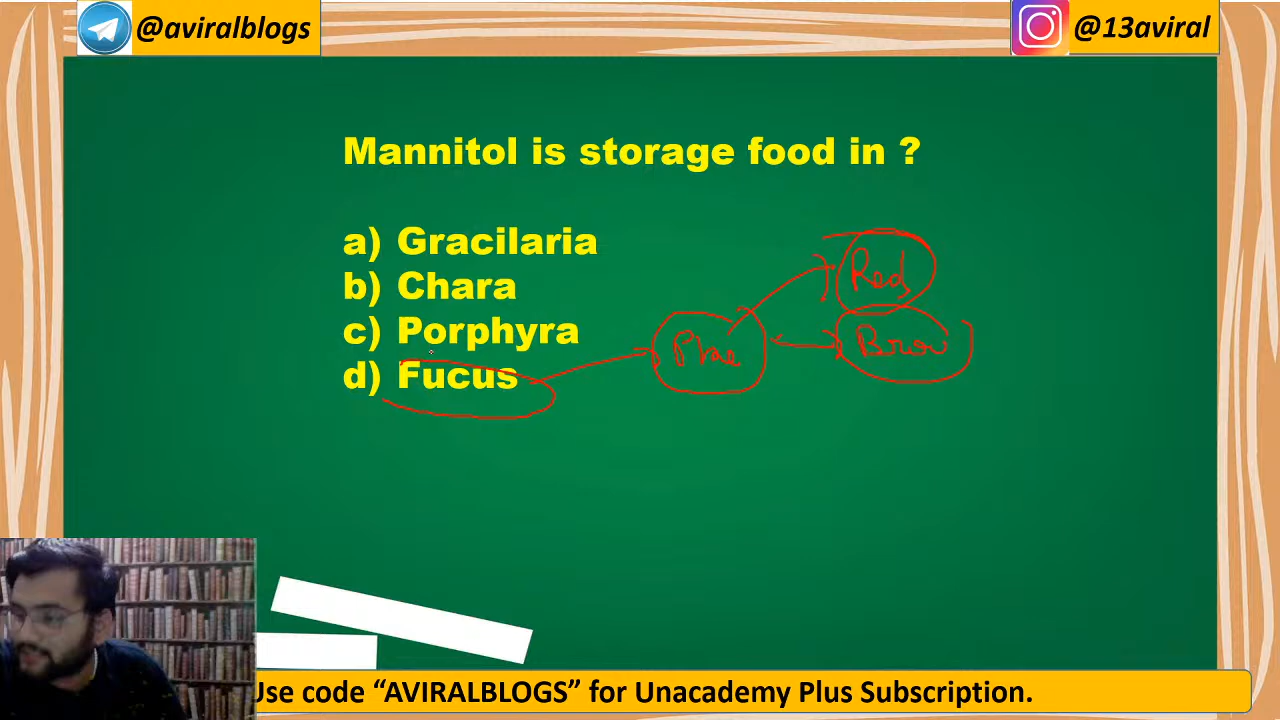 @aviralblogs
@13aviral
Mannitol is storage food in ?
a) Gracilaria
b) Chara
c) Porphyra
d) Fucus
Red
Phae
Brow
Use code “AVIRALBLOGS” for Unacademy Plus Subscription.